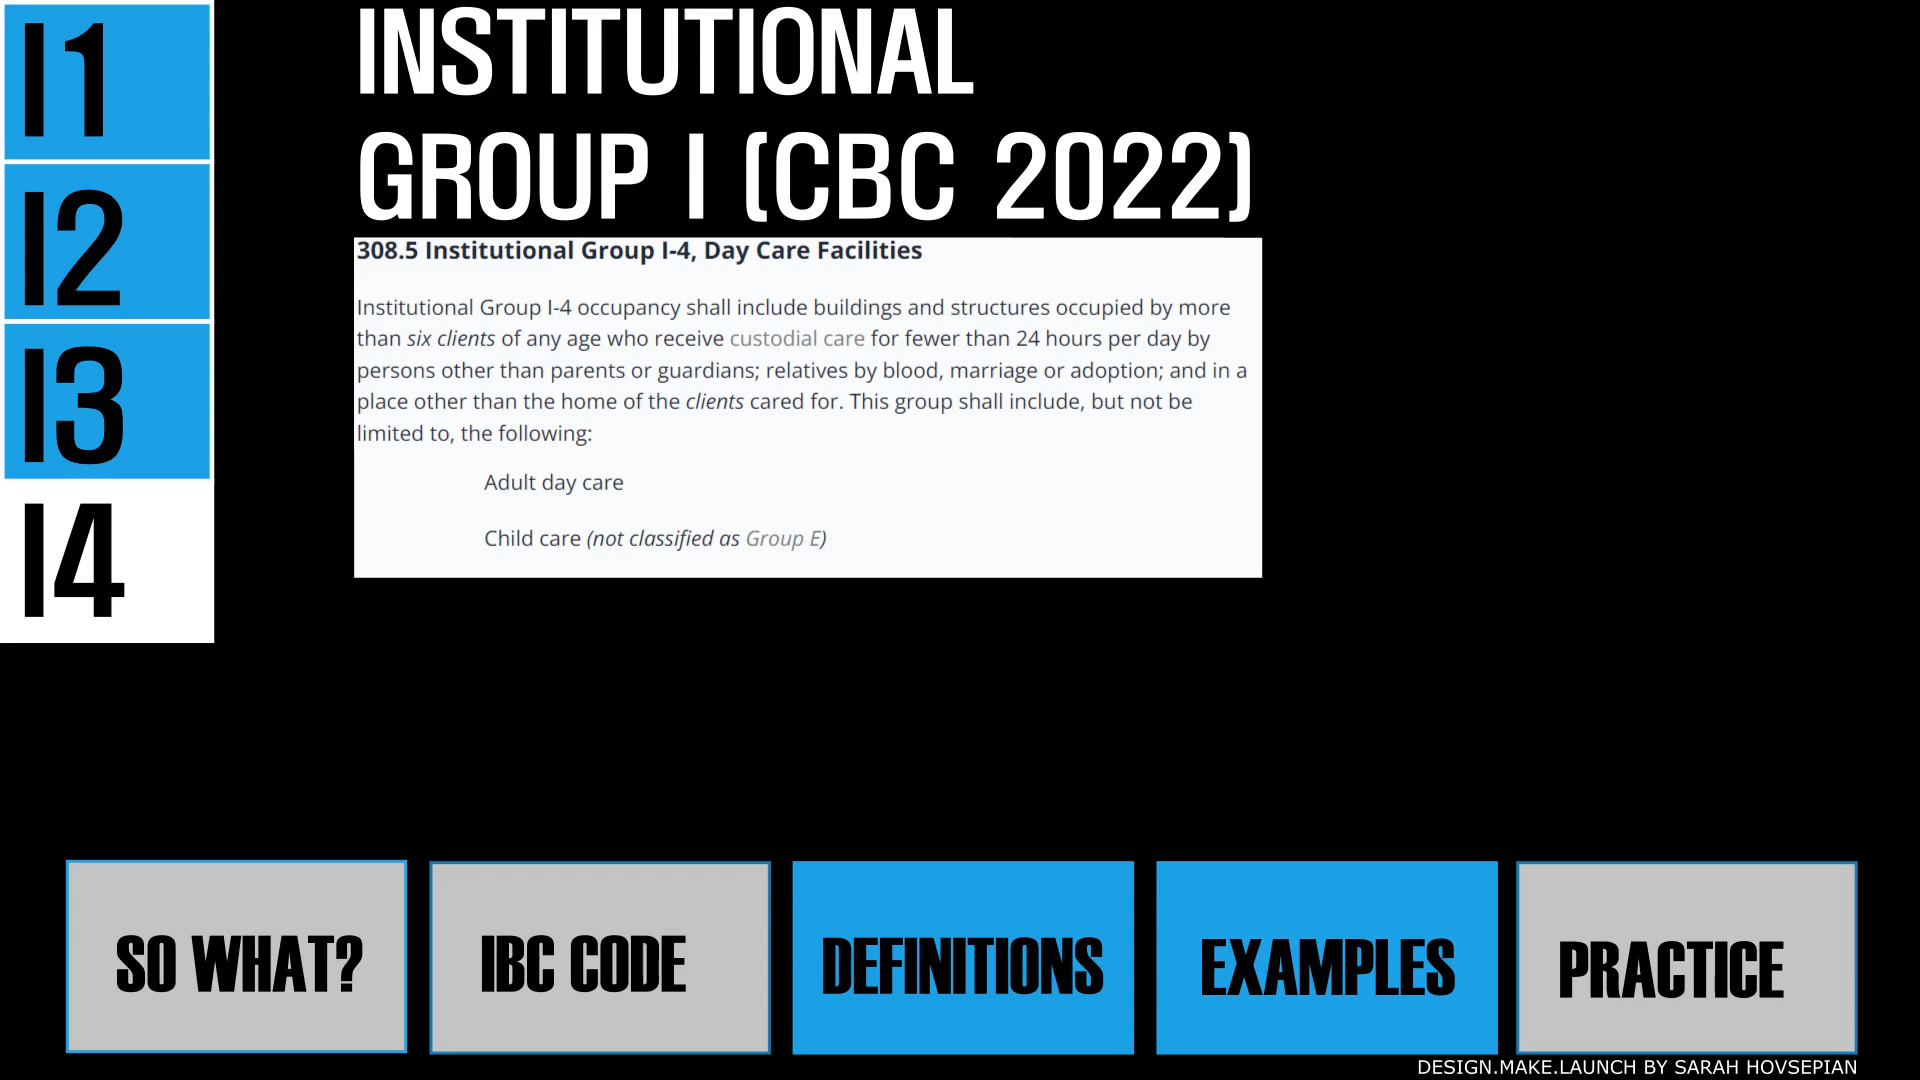 I1
I2
I3
I4
INSTITUTIONAL
GROUP I (CBC 2022)
308.5 Institutional Group I-4, Day Care Facilities
Institutional Group I-4 occupancy shall include buildings and structures occupied by more
than six clients of any age who receive custodial care for fewer than 24 hours per day by
persons other than parents or guardians; relatives by blood, marriage or adoption; and in a
place other than the home of the clients cared for. This group shall include, but not be
limited to, the following:
Adult day care
Child care (not classified as Group E)
SO WHAT?
IBC CODE
DEFINITIONS
EXAMPLES
PRACTICE
DESIGN.MAKE.LAUNCH BY SARAH HOVSEPIAN